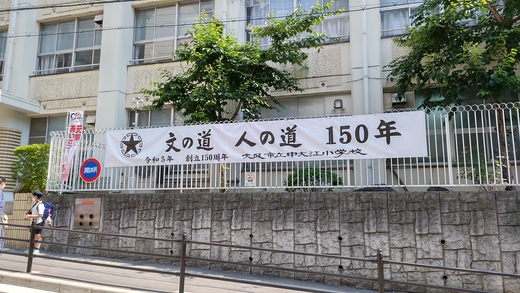 文の道 人の道 150年
令和5年 創立150周年 大阪市立中大江小学校